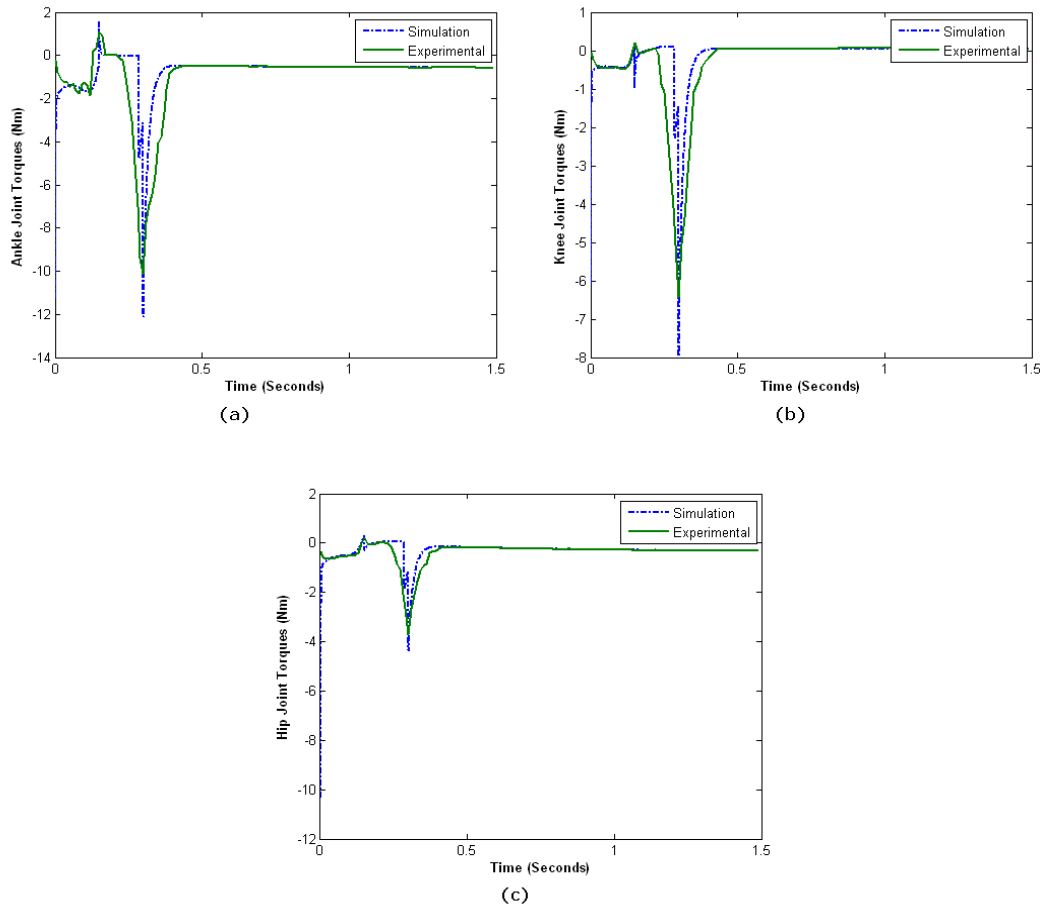 2
0
-2
-4
-6
-8
-10
-12
-14
Ankle Joint Torques (Nm)
0
0.5
1
1.5
Time (Seconds)
Simulation
Experimental
(a)
1
0
-1
-2
-3
-4
-5
-6
-7
-8
Knee Joint Torques (Nm)
0
0.5
1
1.5
Time (Seconds)
Simulation
Experimental
(b)
2
0
-2
-4
-6
-8
-10
-12
Hip Joint Torques (Nm)
0
0.5
1
1.5
Time (Seconds)
Simulation
Experimental
(c)